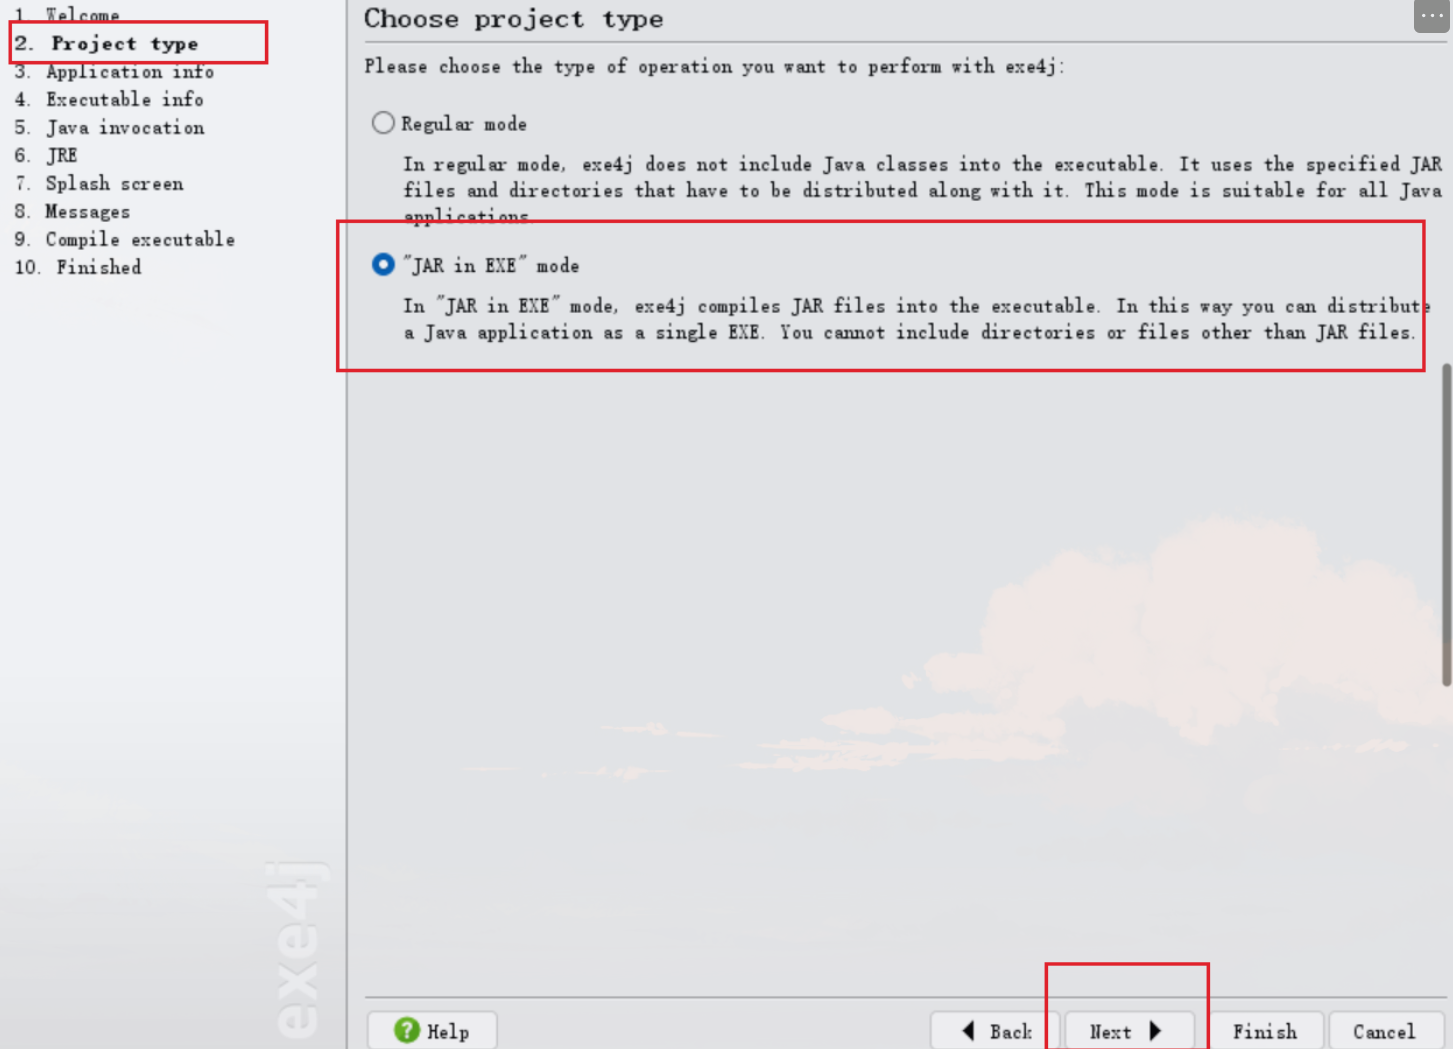 1. Welcome
2. Project type
3. Application info
4. Executable info
5. Java invocation
6. JRE
7. Splash screen
8. Messages
9. Compile executable
10. Finished
exe4j
Choose project type
Please choose the type of operation you want to perform with exe4j:
Regular mode
In regular mode, exe4j does not include Java classes into the executable. It uses the specified JAR
files and directories that have to be distributed along with it. This mode is suitable for all Java
applications.
"JAR in EXE" mode
In "JAR in EXE" mode, exe4j compiles JAR files into the executable. In this way you can distribute
a Java application as a single EXE. You cannot include directories or files other than JAR files.
? Help
Back
Next
Finish
Cancel